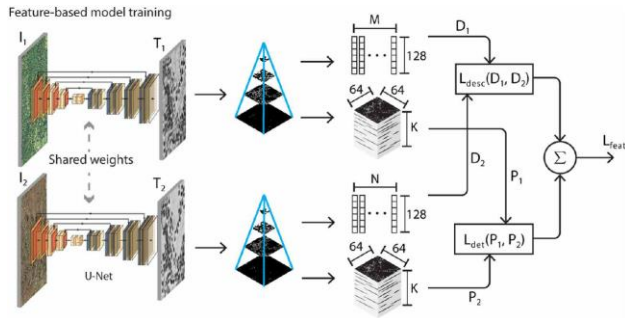 Feature-based model training
I1
T1
M
D1
128
64
64
K
Ldesc(D1, D2)
Shared weights
D2
P1
Σ
Lfeat
I2
T2
N
128
64
64
K
Ldet(P1, P2)
U-Net
P2